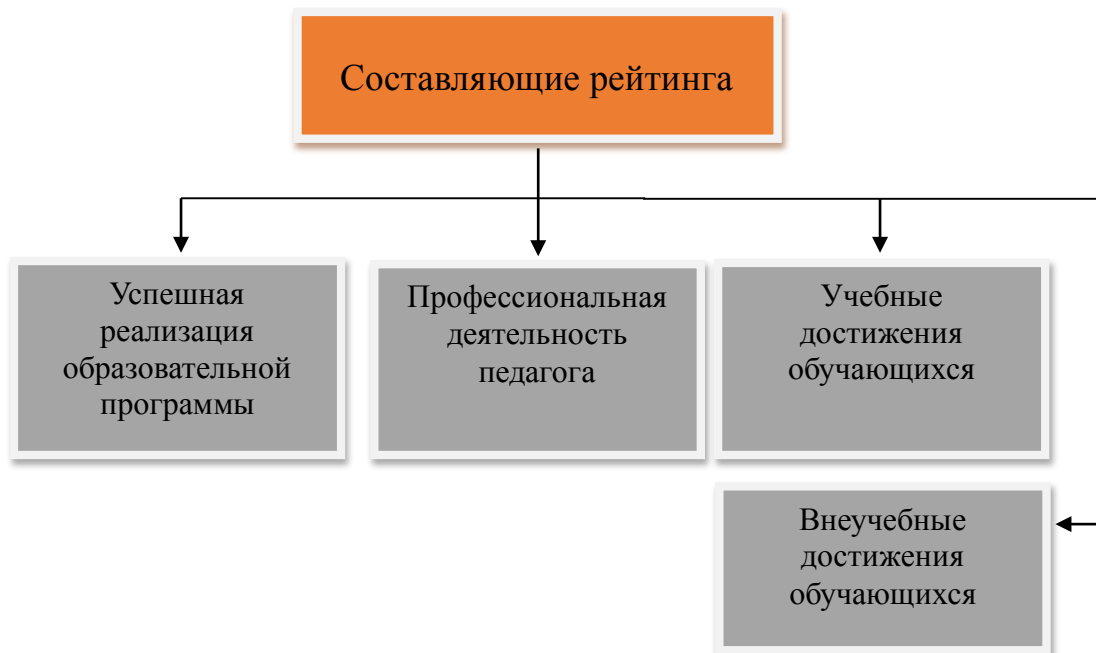 Составляющие рейтинга
Успешная
реализация
образовательной
программы
Профессиональная
деятельность
педагога
Учебные
достижения
обучающихся
Внеучебные
достижения
обучающихся